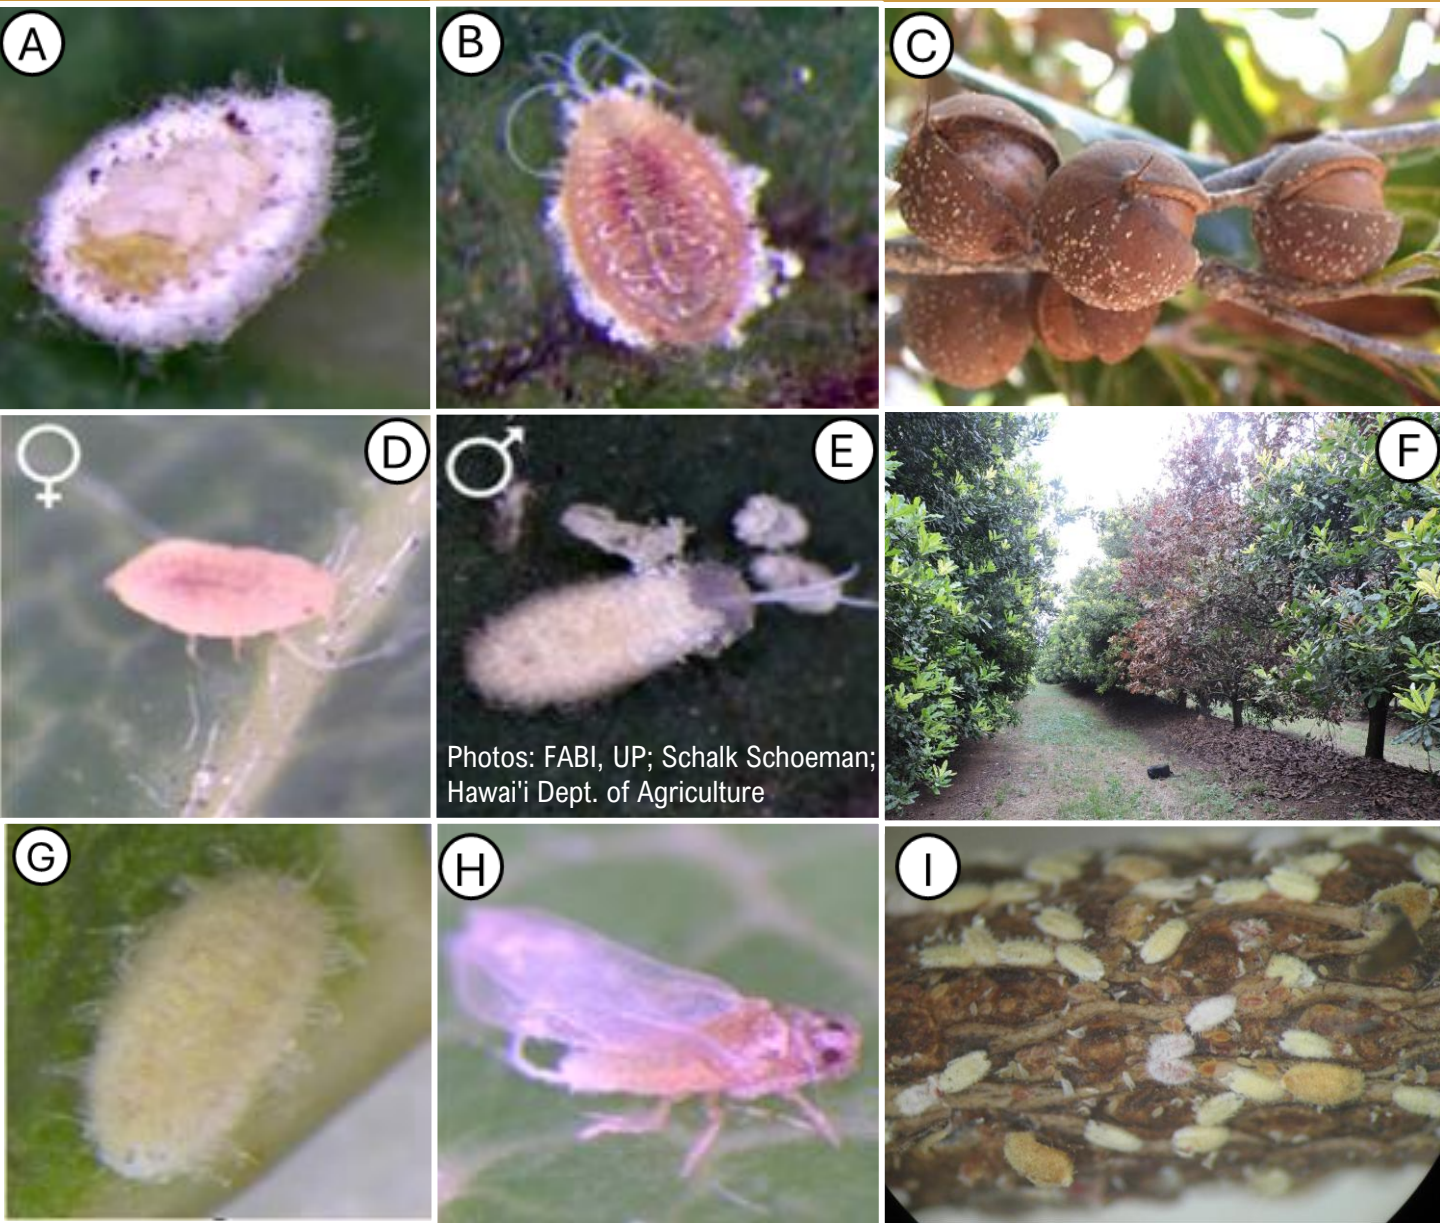 A
B
C
♀
D
♂
E
F
Photos: FABI, UP; Schalk Schoeman;
Hawai'i Dept. of Agriculture
G
H
I